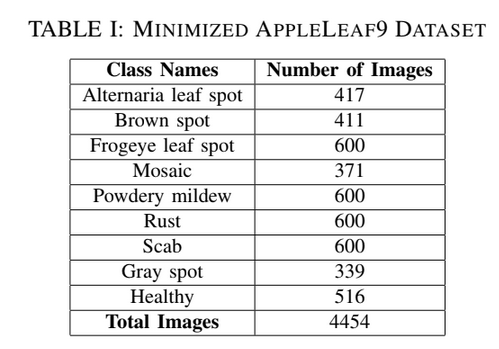 TABLE I: MINIMIZED APPLELEAF9 DATASET
Class Names Number of Images
Alternaria leaf spot 417
Brown spot 411
Frogeye leaf spot 600
Mosaic 371
Powdery mildew 600
Rust 600
Scab 600
Gray spot 339
Healthy 516
Total Images 4454